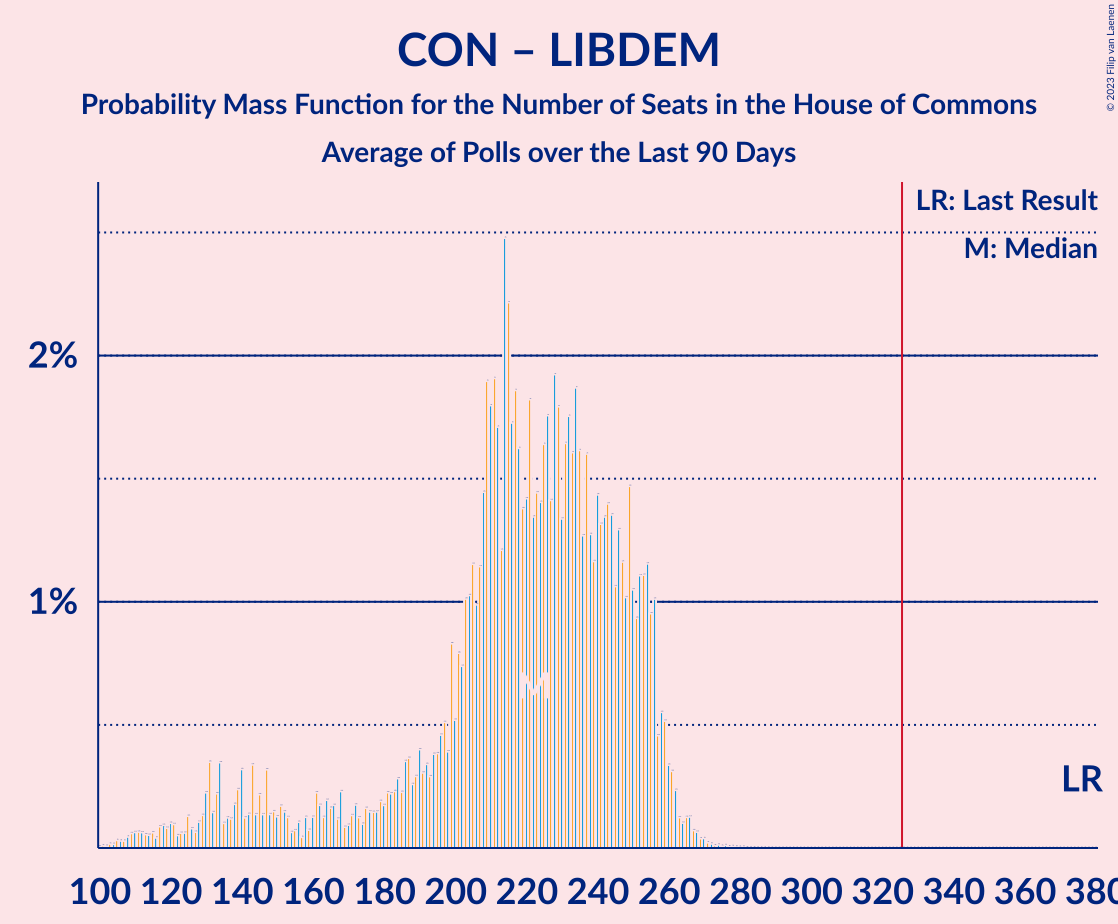 CON – LIBDEM
Probability Mass Function for the Number of Seats in the House of Commons
Average of Polls over the Last 90 Days
© 2023 Filip van Laenen
LR: Last Result
M: Median
2%
1%
LR
100 120 140 160 180 200 220 240 260 280 300 320 340 360 380